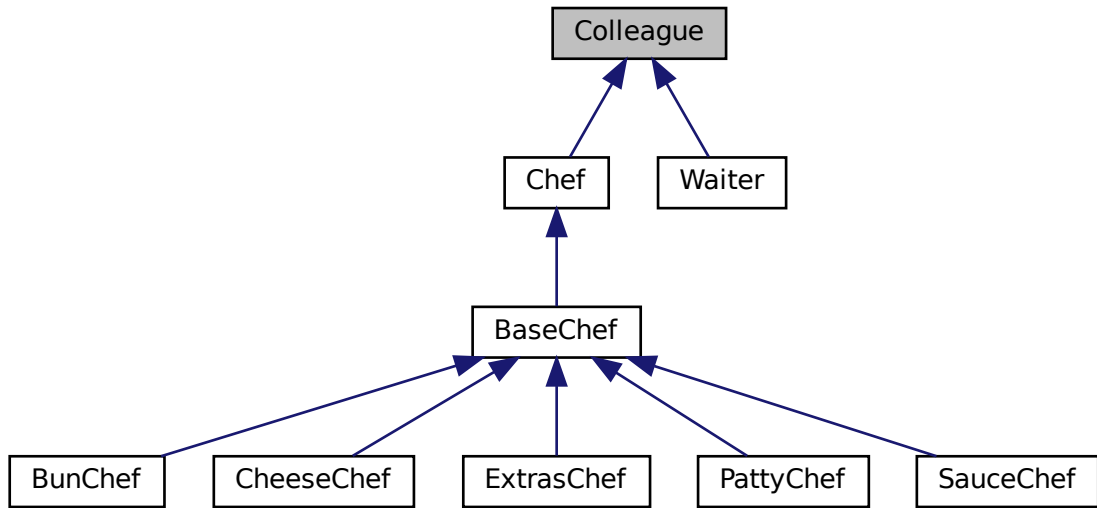 Colleague
Chef
Waiter
BaseChef
BunChef
CheeseChef
ExtrasChef
PattyChef
SauceChef